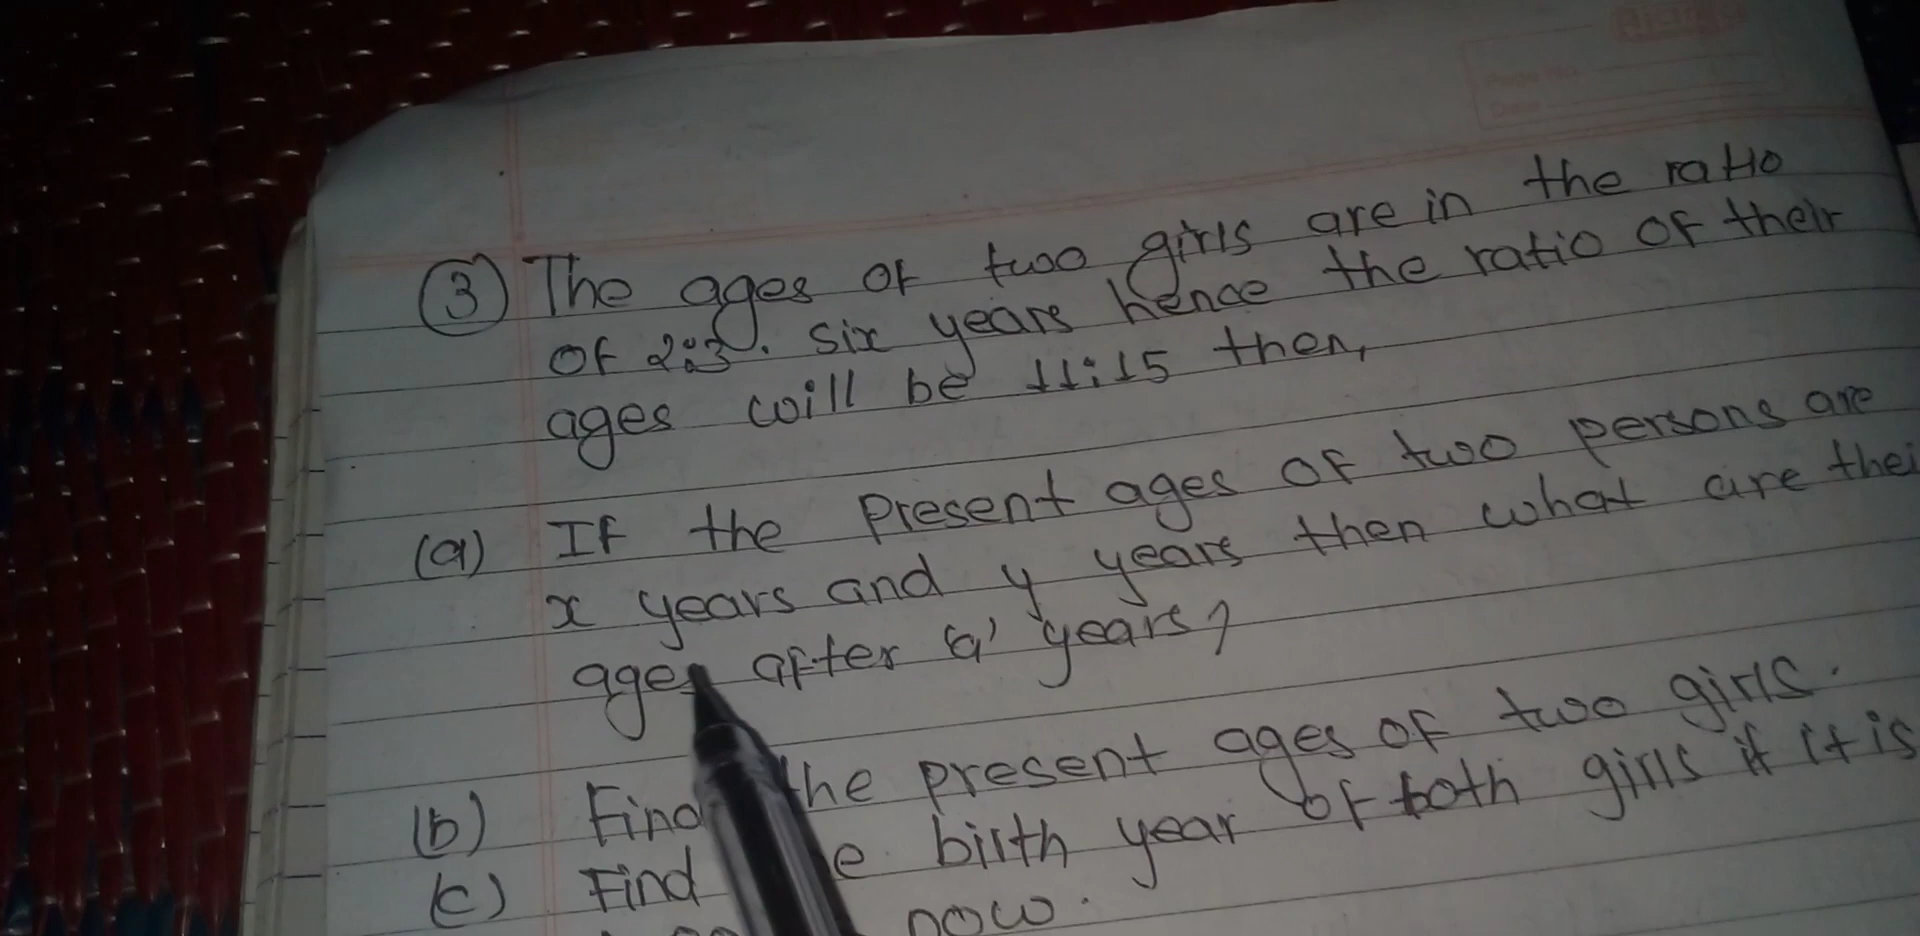 ③ The ages of two girls are in the ratio
of 2:3. six years hence the ratio of their
ages will be 11:15 then,
(a) If the present ages of two persons are
x years and y years then what are thei
ages after 'a' years?
(b) Find the present ages of two girls.
(c) Find e birth year of both girls if it is
now.